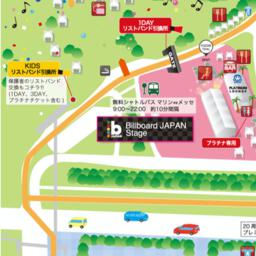 1DAY
リストバンド引換所
KIDS
リストバンド引換所
保護者のリストバンド
交換もコチラ!!
(1DAY、3DAY、
プラチナチケット含む)
無料シャトルバス マリン⇔メッセ
9:00〜22:00 約10分間隔
BAR
PLATINUM
LOUNGE
b
Billboard JAPAN
Stage
プラチナ専用
20周
プレミ